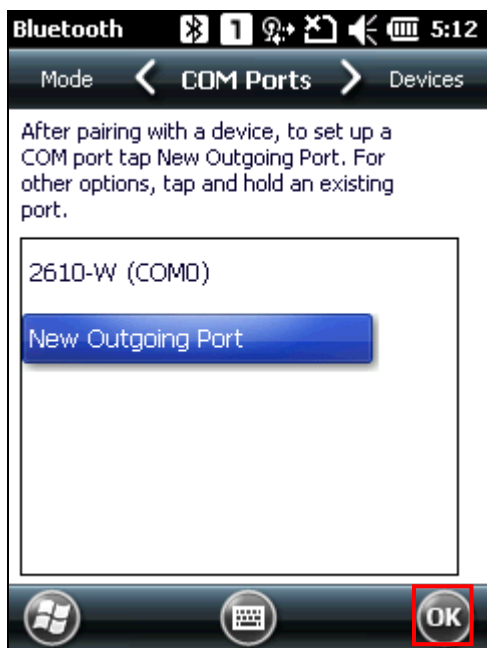 Bluetooth 1 5:12
Mode COM Ports Devices
After pairing with a device, to set up a
COM port tap New Outgoing Port. For
other options, tap and hold an existing
port.
2610-W (COM0)
New Outgoing Port
OK